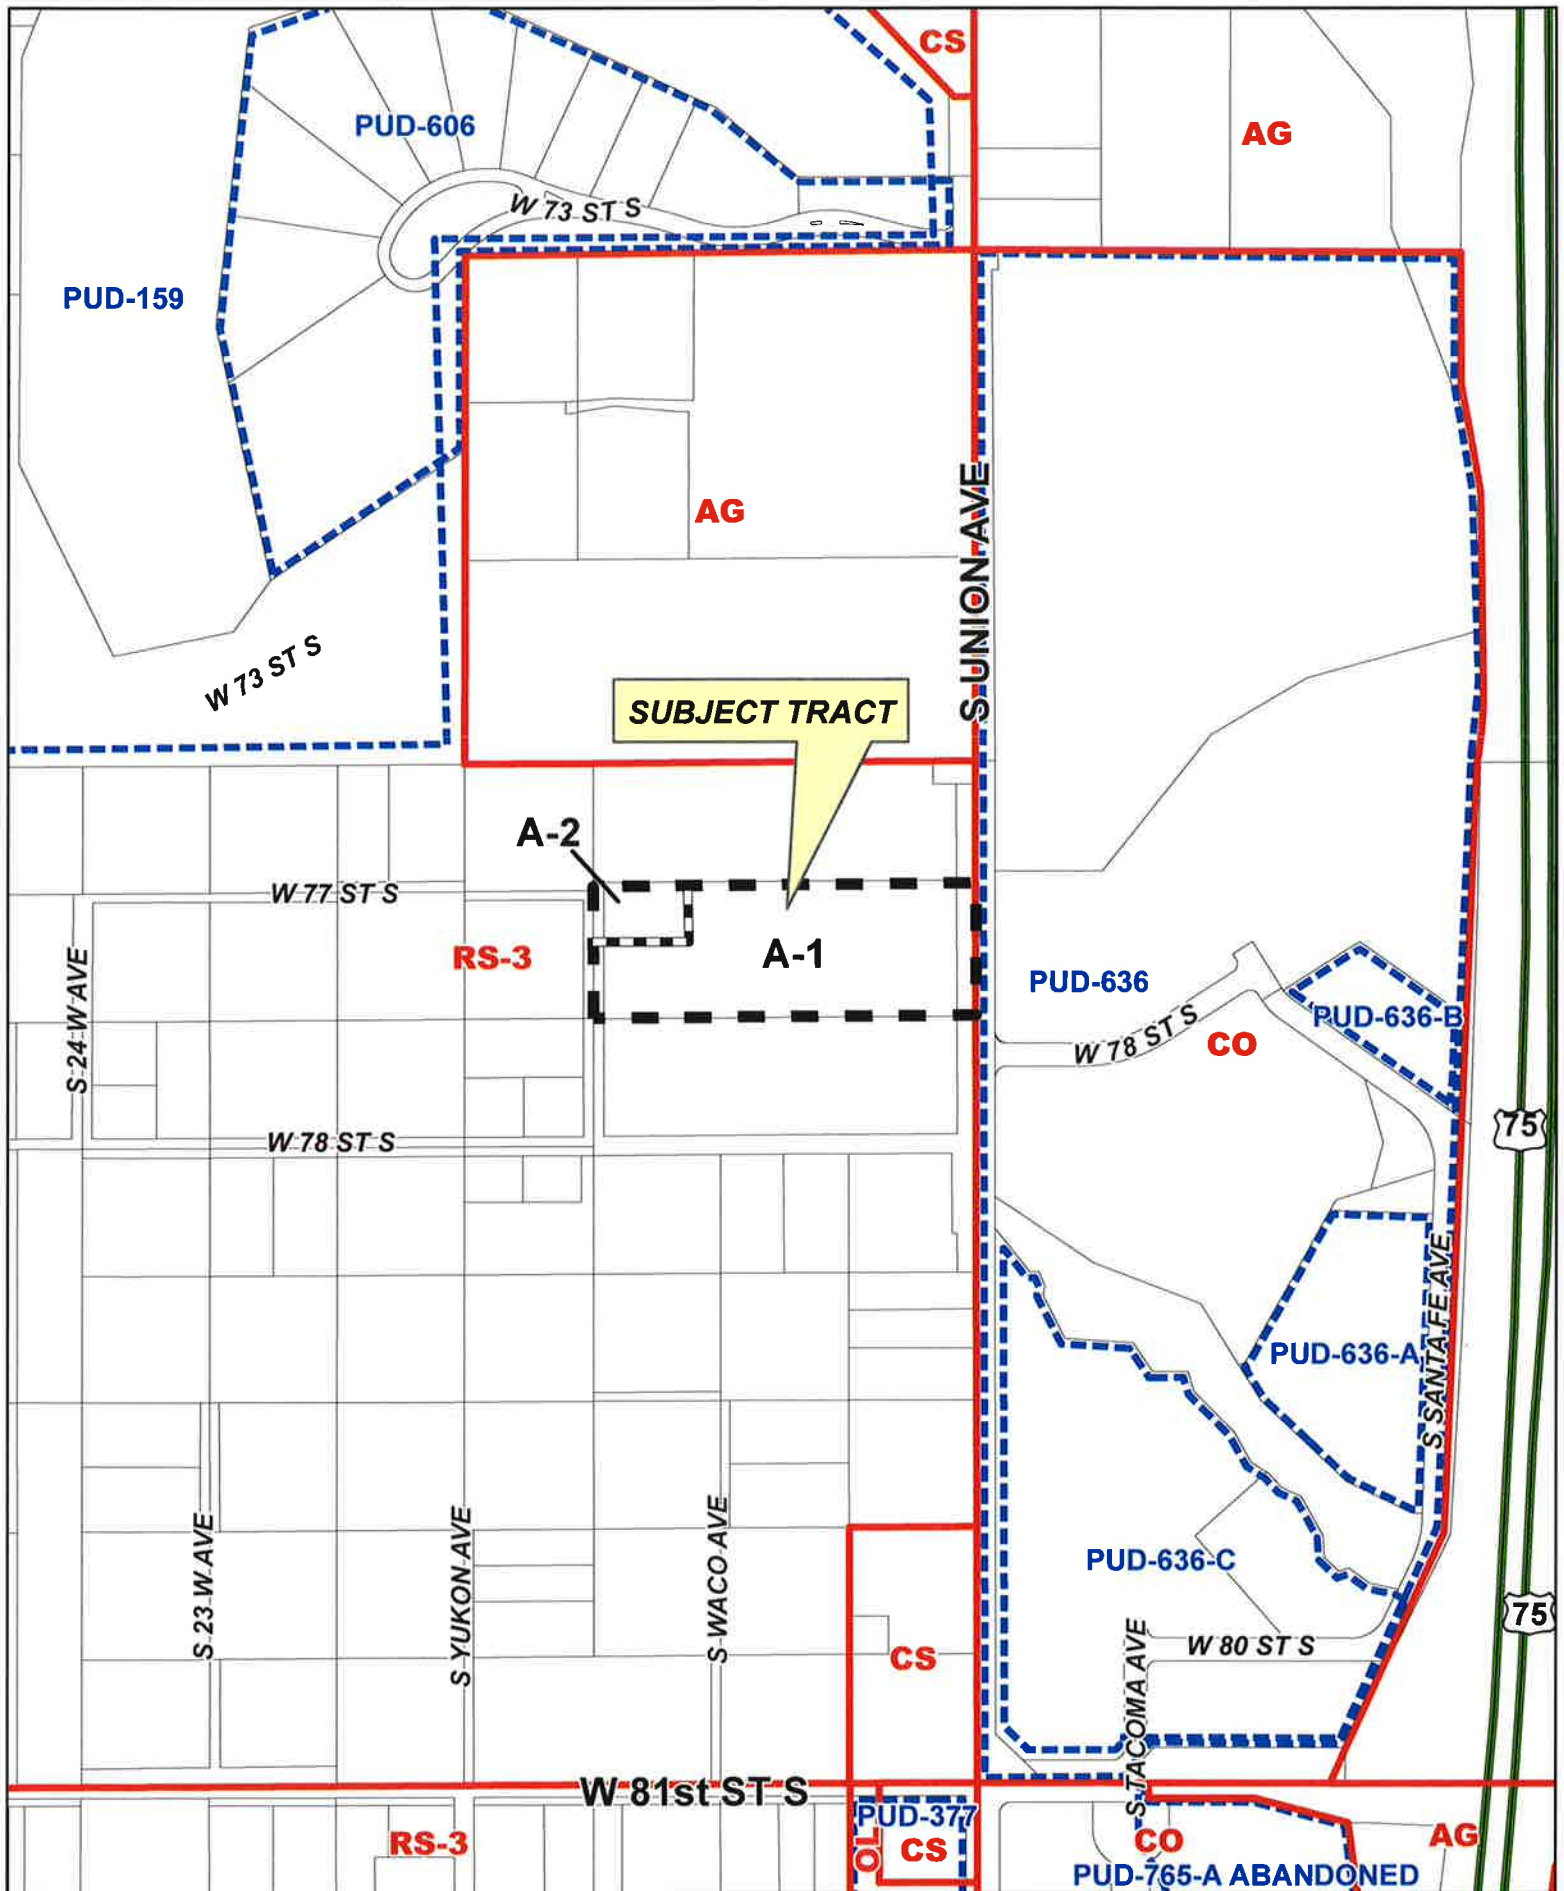 CS
PUD-606
AG
W 73 ST S
PUD-159
AG
S UNION AVE
W 73 ST S
SUBJECT TRACT
A-2
W 77 ST S
RS-3
A-1
S 24 W AVE
PUD-636
PUD-636-B
W 78 ST S
CO
75
W 78 ST S
S SANTA FE AVE
PUD-636-A
S 23 W AVE
S YUKON AVE
S WACO AVE
PUD-636-C
75
CS
W 80 ST S
S TACOMA AVE
W 81st ST S
PUD-377
RS-3
OL
CS
CO
AG
PUD-765-A ABANDONED